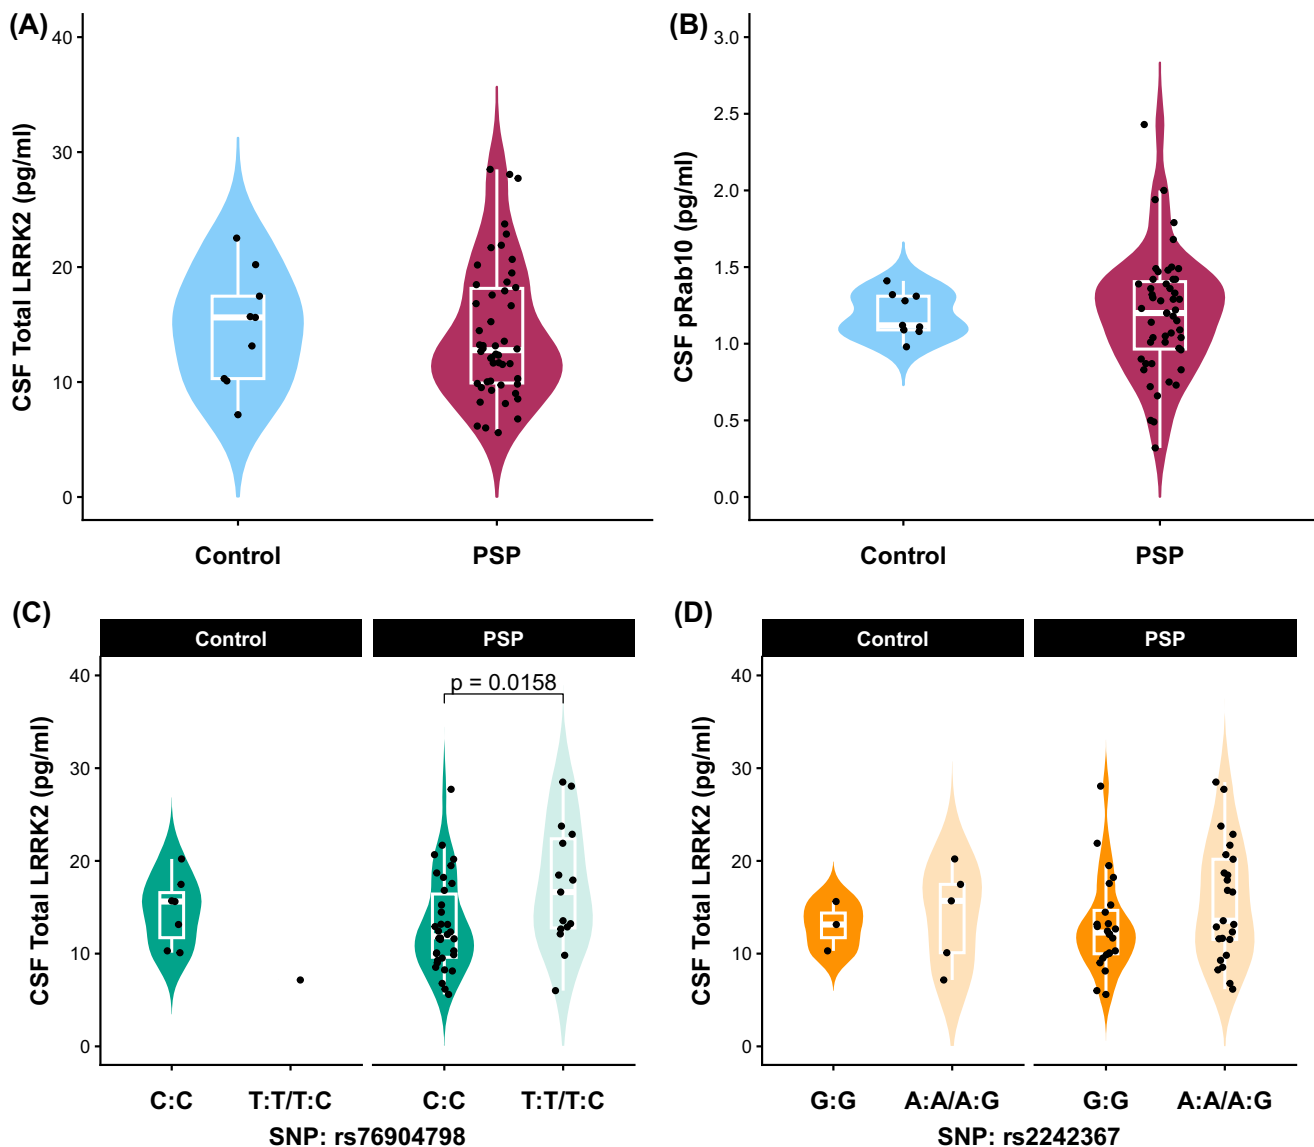 (A)
CSF Total LRRK2 (pg/ml)
40
30
20
10
0
Control PSP
(B)
CSF pRab10 (pg/ml)
3.0
2.5
2.0
1.5
1.0
0.5
0.0
Control PSP
(C)
Control PSP
CSF Total LRRK2 (pg/ml)
40
30
20
10
0
p = 0.0158
C:C T:T/T:C C:C T:T/T:C
SNP: rs76904798
(D)
Control PSP
CSF Total LRRK2 (pg/ml)
40
30
20
10
0
G:G A:A/A:G G:G A:A/A:G
SNP: rs2242367